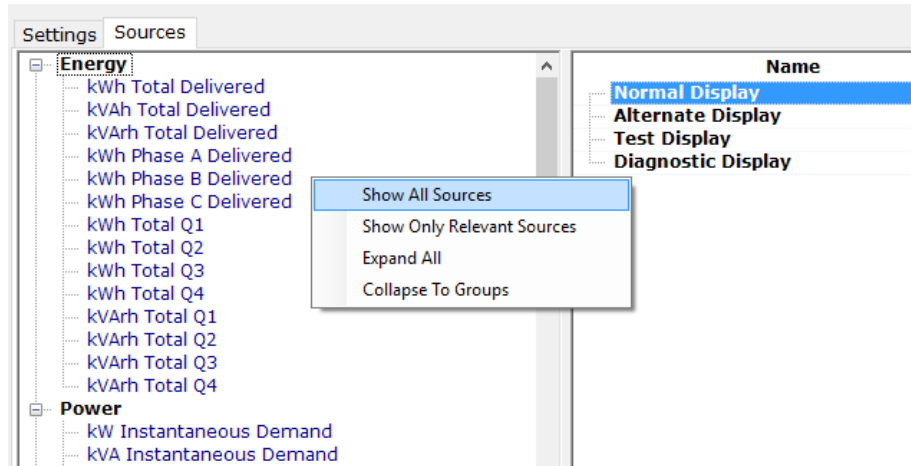 Settings Sources
Energy
kWh Total Delivered
kVAh Total Delivered
kVArh Total Delivered
kWh Phase A Delivered
kWh Phase B Delivered
kWh Phase C Delivered
kWh Total Q1
kWh Total Q2
kWh Total Q3
kWh Total Q4
kVArh Total Q1
kVArh Total Q2
kVArh Total Q3
kVArh Total Q4
Power
kW Instantaneous Demand
kVA Instantaneous Demand
Show All Sources
Show Only Relevant Sources
Expand All
Collapse To Groups
Name
Normal Display
Alternate Display
Test Display
Diagnostic Display